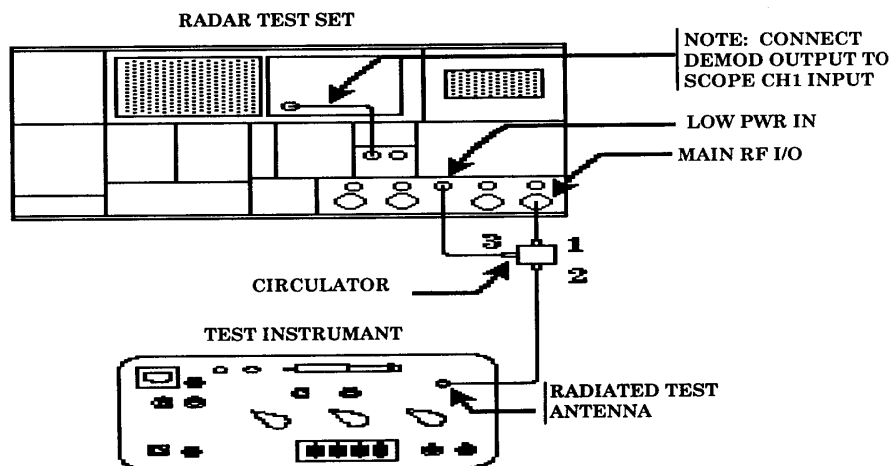 RADAR TEST SET
NOTE: CONNECT
DEMOD OUTPUT TO
SCOPE CH1 INPUT
LOW PWR IN
MAIN RF I/O
3
1
2
CIRCULATOR
TEST INSTRUMANT
RADIATED TEST
ANTENNA